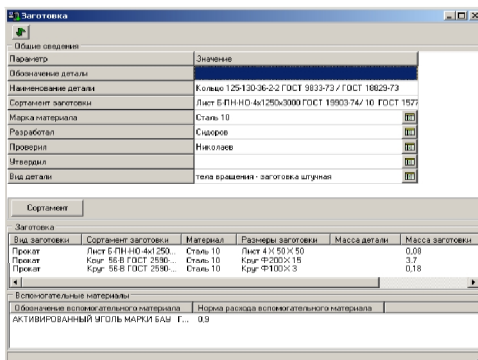 Заготовка
Общие сведения
Параметр Значение
Обозначение детали
Наименование детали Кольцо 125-130-36-2-2 ГОСТ 9833-73 / ГОСТ 18829-73
Сортамент заготовки Лист Б-ПН-НО-4x1250x3000 ГОСТ 19903-74/ 10 ГОСТ 1577
Марка материала Сталь 10
Разработал Сидоров
Проверил Николаев
Утвердил
Вид детали тела вращения - заготовка штучная
Сортамент
Заготовка
Вид заготовки Сортамент заготовки Материал Размеры заготовки Масса детали Масса заготовки
Прокат Лист Б-ПН-НО-4x1250... Сталь 10 Лист 4 X 50 X 50 0,08
Прокат Круг 56-В ГОСТ 2590-... Сталь 10 Круг Ф200 X 15 3.7
Прокат Круг 56-В ГОСТ 2590-... Сталь 10 Круг Ф100 X 3 0,18
Вспомогательные материалы
Обозначение вспомогательного материала Норма расхода вспомогательного материала
АКТИВИРОВАННЫЙ УГОЛЬ МАРКИ БАУ Г... 0,9